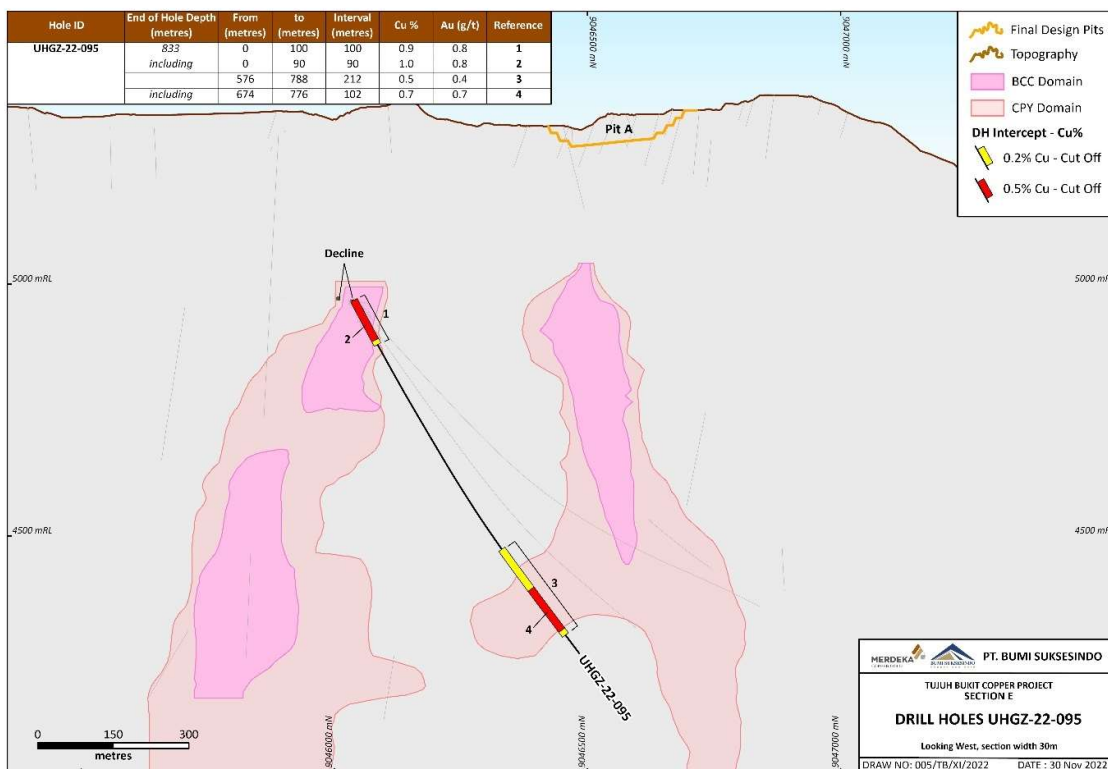 Hole ID End of Hole Depth (metres) From (metres) to (metres) Interval (metres) Cu % Au (g/t) Reference
UHGZ-22-095 833 0 100 100 0.9 0.8 1
including 0 90 90 1.0 0.8 2
576 788 212 0.5 0.4 3
including 674 776 102 0.7 0.7 4
9046500 mN
9047000 mN
Final Design Pits
Topography
BCC Domain
CPY Domain
DH Intercept - Cu%
0.2% Cu - Cut Off
0.5% Cu - Cut Off
Pit A
Decline
5000 mRL
5000 mRL
1
2
4500 mRL
4500 mRL
3
4
UHGZ-22-095
9046000 mN
9046500 mN
9047000 mN
0 150 300
metres
MERDEKA
BUMI SUKSESINDO
PT. BUMI SUKSESINDO
TUJUH BUKIT COPPER PROJECT
SECTION E
DRILL HOLES UHGZ-22-095
Looking West, section width 30m
DRAW NO: 005/TB/XI/2022 DATE : 30 Nov 2022